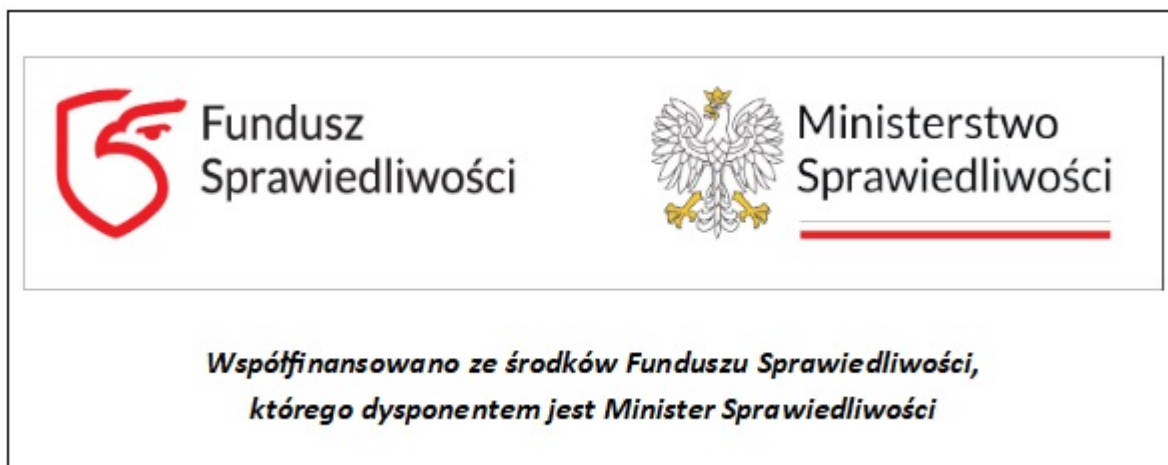 Fundusz
Sprawiedliwości
Ministerstwo
Sprawiedliwości
Współfinansowano ze środków Funduszu Sprawiedliwości,
którego dysponentem jest Minister Sprawiedliwości